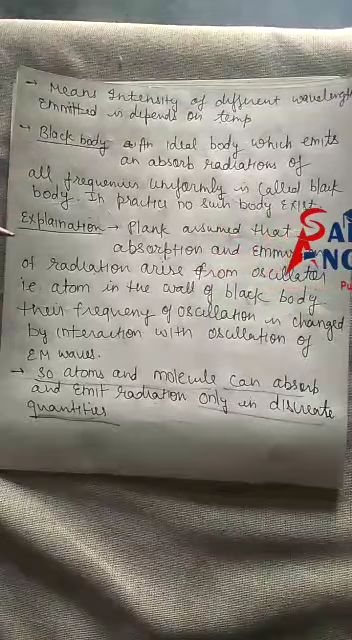 → Means Intensity of different wavelength
Emmitted is depends on temp
→ Black body → An ideal body which emits
an absorb radiations of
all frequencies uniformly is called black
body. In practice no such body exist.
Explaination → Plank assumed that
absorption and
of radiation arise from oscillator
i.e atom in the wall of black body
their frequency of oscillation is changed
by interaction with oscillation of
EM waves.
→ So atoms and molecule can absorb
and Emit radiation only in discreate
quantities